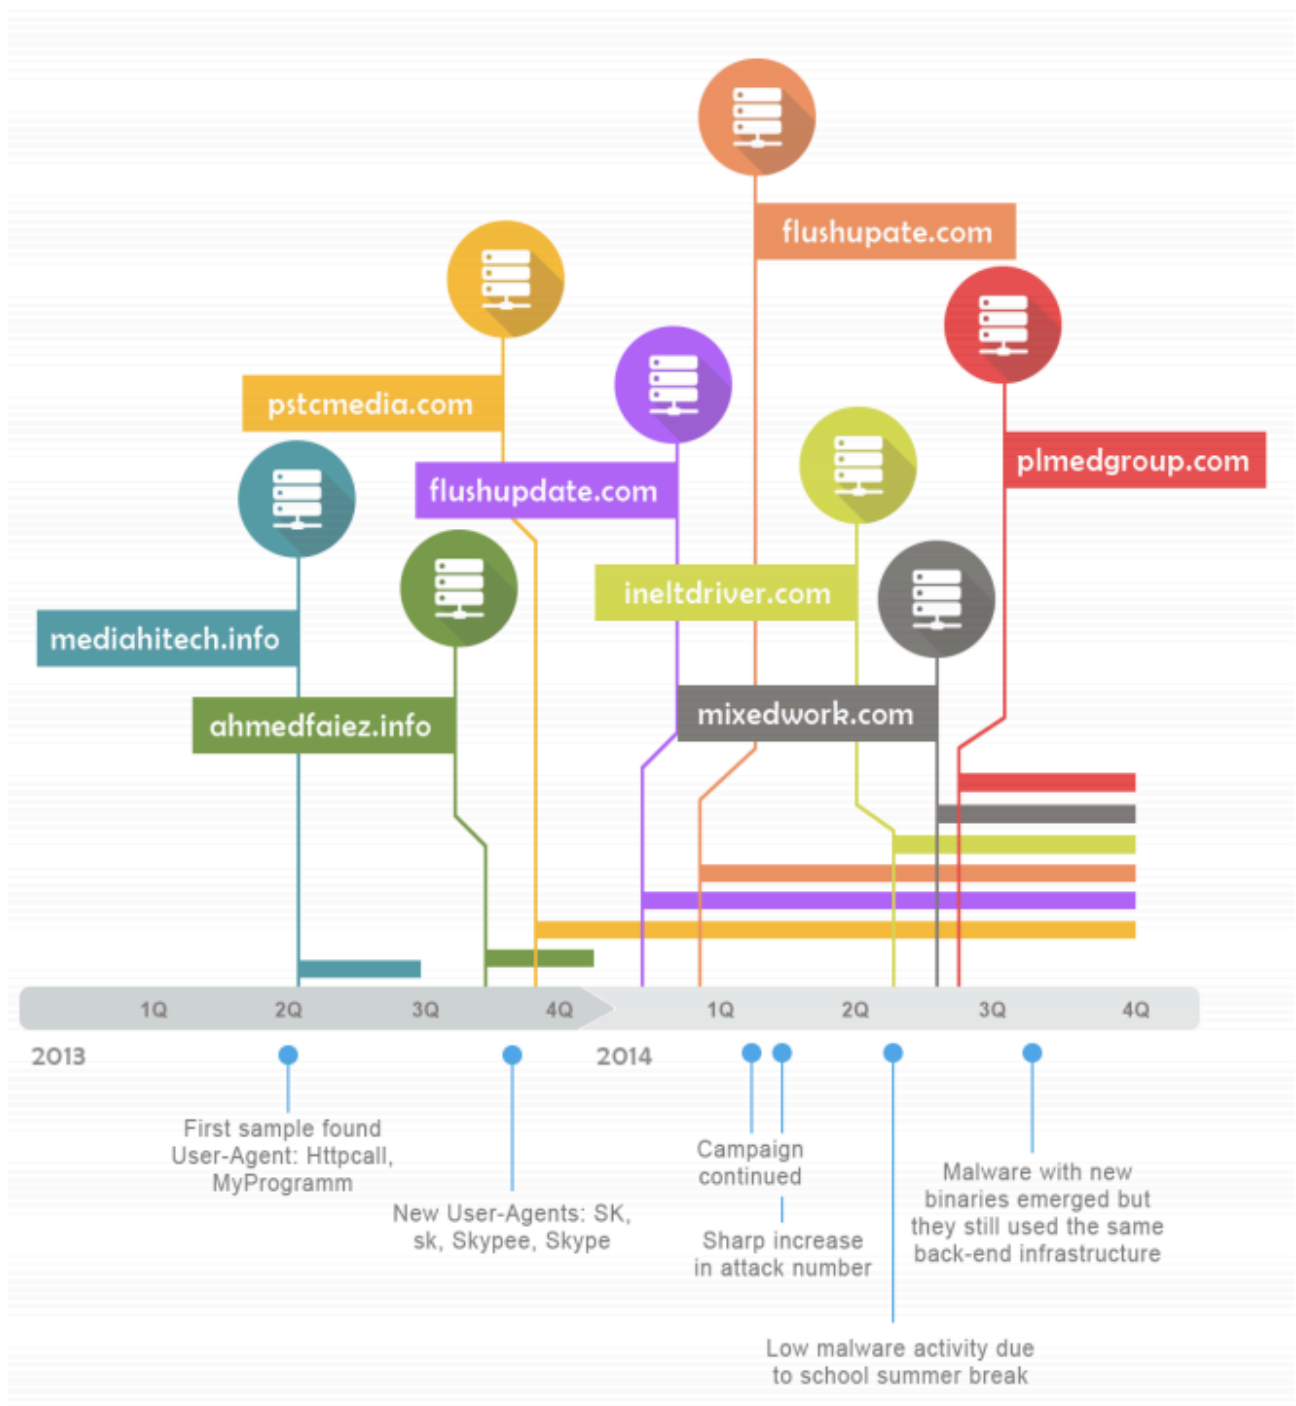 flushupate.com
pstcmedia.com
plmedgroup.com
flushupdate.com
ineltdriver.com
mediahitech.info
mixedwork.com
ahmedfaiez.info
1Q 2Q 3Q 4Q 1Q 2Q 3Q 4Q
2013 2014
First sample found
User-Agent: Httpcall,
MyProgramm
New User-Agents: SK,
sk, Skypee, Skype
Campaign
continued
Sharp increase
in attack number
Malware with new
binaries emerged but
they still used the same
back-end infrastructure
Low malware activity due
to school summer break